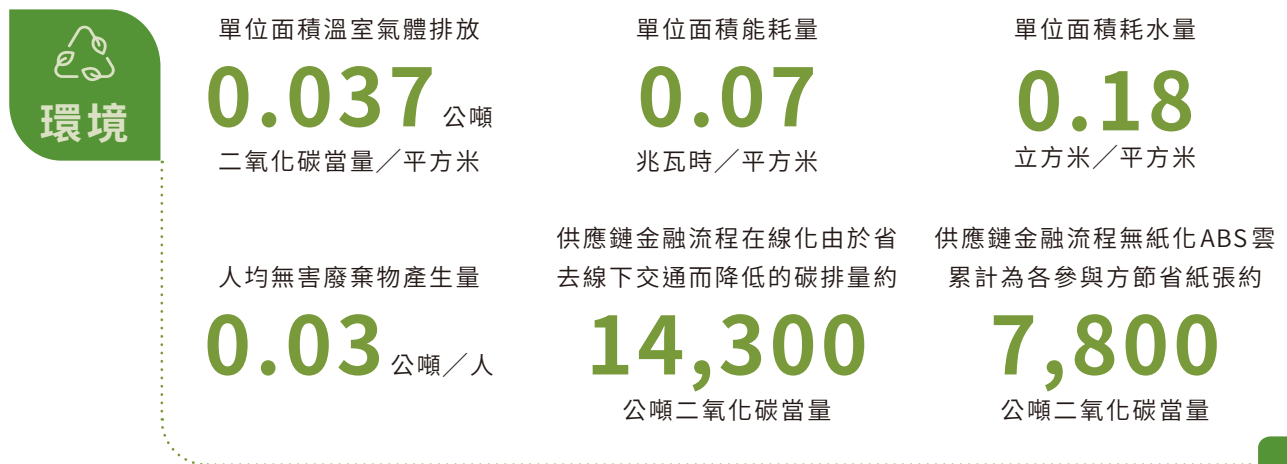 環境
單位面積溫室氣體排放
0.037 公噸
二氧化碳當量／平方米
單位面積能耗量
0.07
兆瓦時／平方米
單位面積耗水量
0.18
立方米／平方米
人均無害廢棄物產生量
0.03 公噸／人
供應鏈金融流程在線化由於省
去線下交通而降低的碳排量約
14,300
公噸二氧化碳當量
供應鏈金融流程無紙化ABS雲
累計為各參與方節省紙張約
7,800
公噸二氧化碳當量